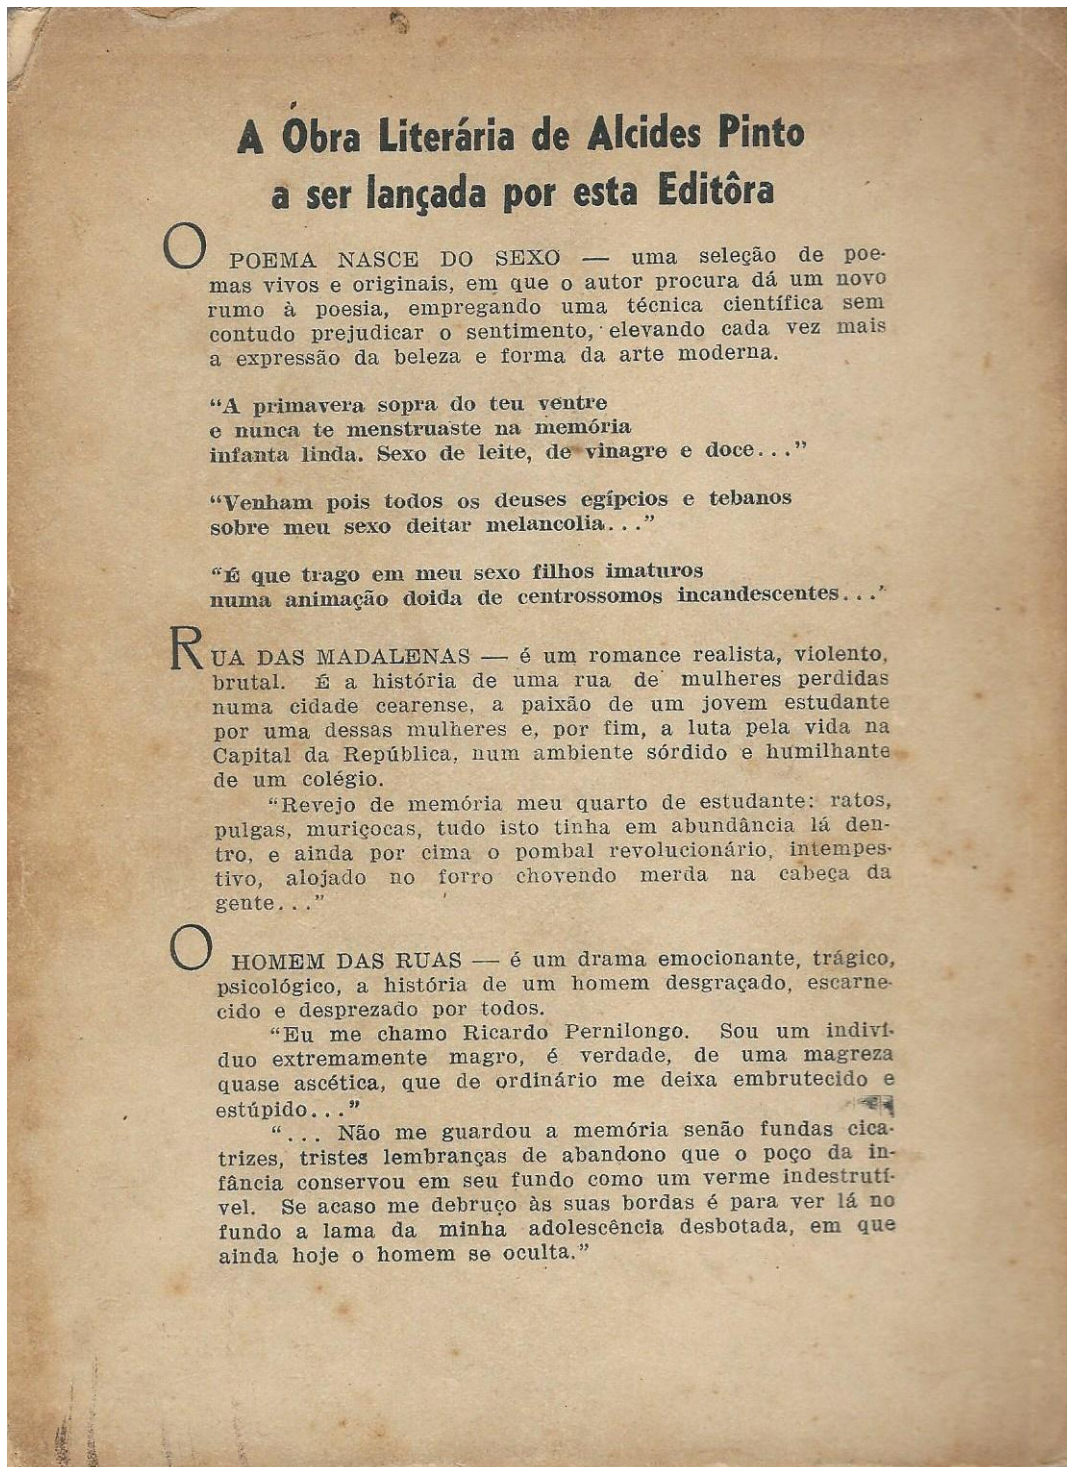 A Óbra Literária de Alcides Pinto
a ser lançada por esta Editôra
O POEMA NASCE DO SEXO — uma seleção de poe-
mas vivos e originais, em que o autor procura dá um novo
rumo à poesia, empregando uma técnica científica sem
contudo prejudicar o sentimento, elevando cada vez mais
a expressão da beleza e forma da arte moderna.
“A primavera sopra do teu ventre
e nunca te menstruaste na memória
infanta linda. Sexo de leite, de vinagre e doce...”
“Venham pois todos os deuses egípcios e tebanos
sobre meu sexo deitar melancolia...”
“É que trago em meu sexo filhos imaturos
numa animação doida de centrossomos incandescentes...’
RUA DAS MADALENAS — é um romance realista, violento,
brutal. É a história de uma rua de mulheres perdidas
numa cidade cearense, a paixão de um jovem estudante
por uma dessas mulheres e, por fim, a luta pela vida na
Capital da República, num ambiente sórdido e humilhante
de um colégio.
“Revejo de memória meu quarto de estudante: ratos,
pulgas, muriçocas, tudo isto tinha em abundância lá den-
tro, e ainda por cima o pombal revolucionário, intempes-
tivo, alojado no forro chovendo merda na cabeça da
gente...”
O HOMEM DAS RUAS — é um drama emocionante, trágico,
psicológico, a história de um homem desgraçado, escarne-
cido e desprezado por todos.
“Eu me chamo Ricardo Pernilongo. Sou um indiví-
duo extremamente magro, é verdade, de uma magreza
quase ascética, que de ordinário me deixa embrutecido e
estúpido...”
“... Não me guardou a memória senão fundas cica-
trizes, tristes lembranças de abandono que o poço da in-
fância conservou em seu fundo como um verme indestrutí-
vel. Se acaso me debruço às suas bordas é para ver lá no
fundo a lama da minha adolescência desbotada, em que
ainda hoje o homem se oculta.”